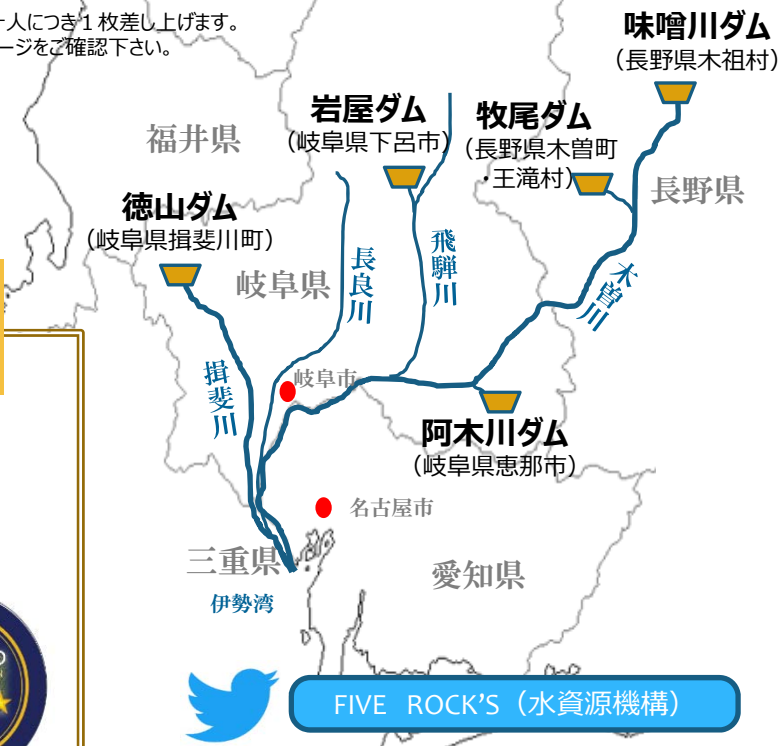 一人につき1枚差し上げます。
ージをご確認下さい。
味噌川ダム
（長野県木祖村）
岩屋ダム
（岐阜県下呂市）
牧尾ダム
（長野県木曽町
・王滝村）
福井県
長野県
徳山ダム
（岐阜県揖斐川町）
岐阜県
長良川
飛騨川
木曽川
揖斐川
岐阜市
阿木川ダム
（岐阜県恵那市）
名古屋市
三重県
愛知県
伊勢湾
FIVE ROCK'S（水資源機構）